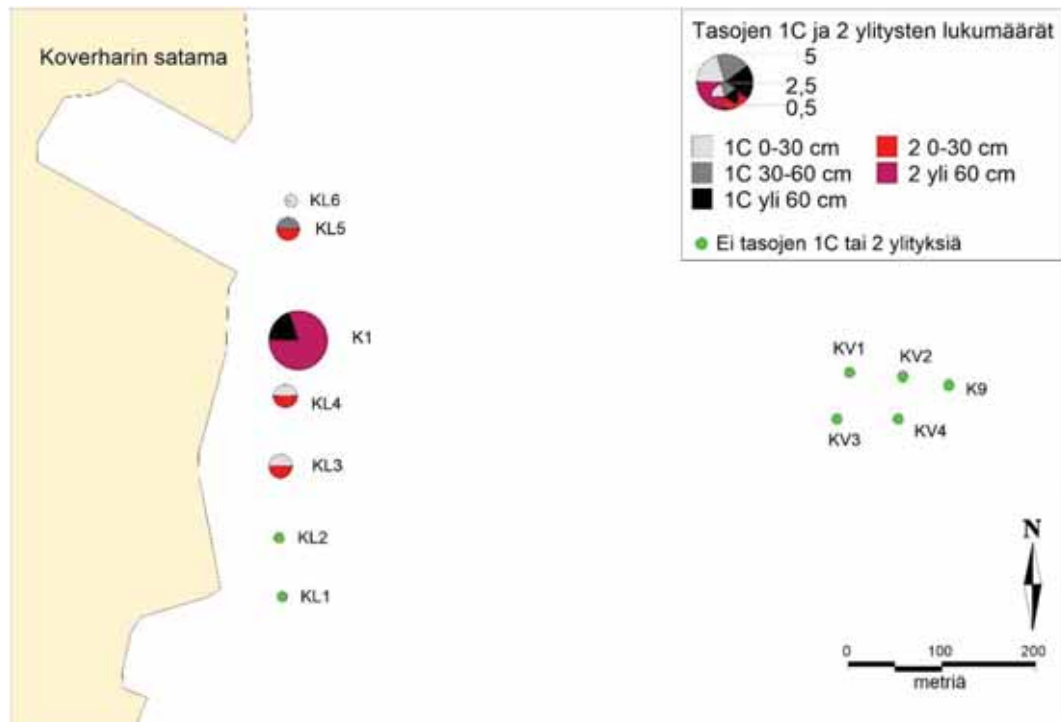 Koverharin satama
Tasojen 1C ja 2 ylitysten lukumäärät
5
2,5
0,5
1C 0-30 cm
2 0-30 cm
1C 30-60 cm
2 yli 60 cm
1C yli 60 cm
Ei tasojen 1C tai 2 ylityksiä
KL6
KL5
K1
KL4
KL3
KL2
KL1
KV1
KV2
K9
KV3
KV4
N
0 100 200
metriä